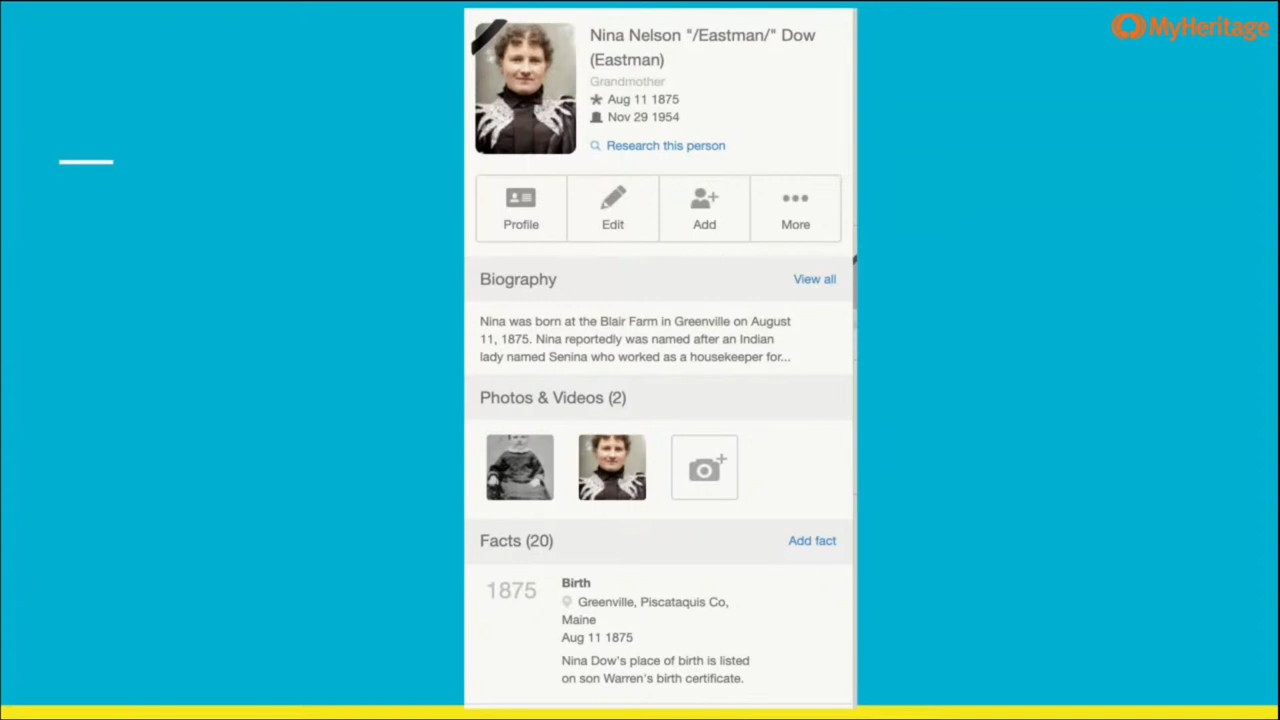 MyHeritage
Nina Nelson "/Eastman/" Dow
(Eastman)
Grandmother
Aug 11 1875
Nov 29 1954
Research this person
Profile
Edit
Add
More
Biography
View all
Nina was born at the Blair Farm in Greenville on August
11, 1875. Nina reportedly was named after an Indian
lady named Senina who worked as a housekeeper for...
Photos & Videos (2)
Facts (20)
Add fact
1875
Birth
Greenville, Piscataquis Co,
Maine
Aug 11 1875
Nina Dow's place of birth is listed
on son Warren's birth certificate.